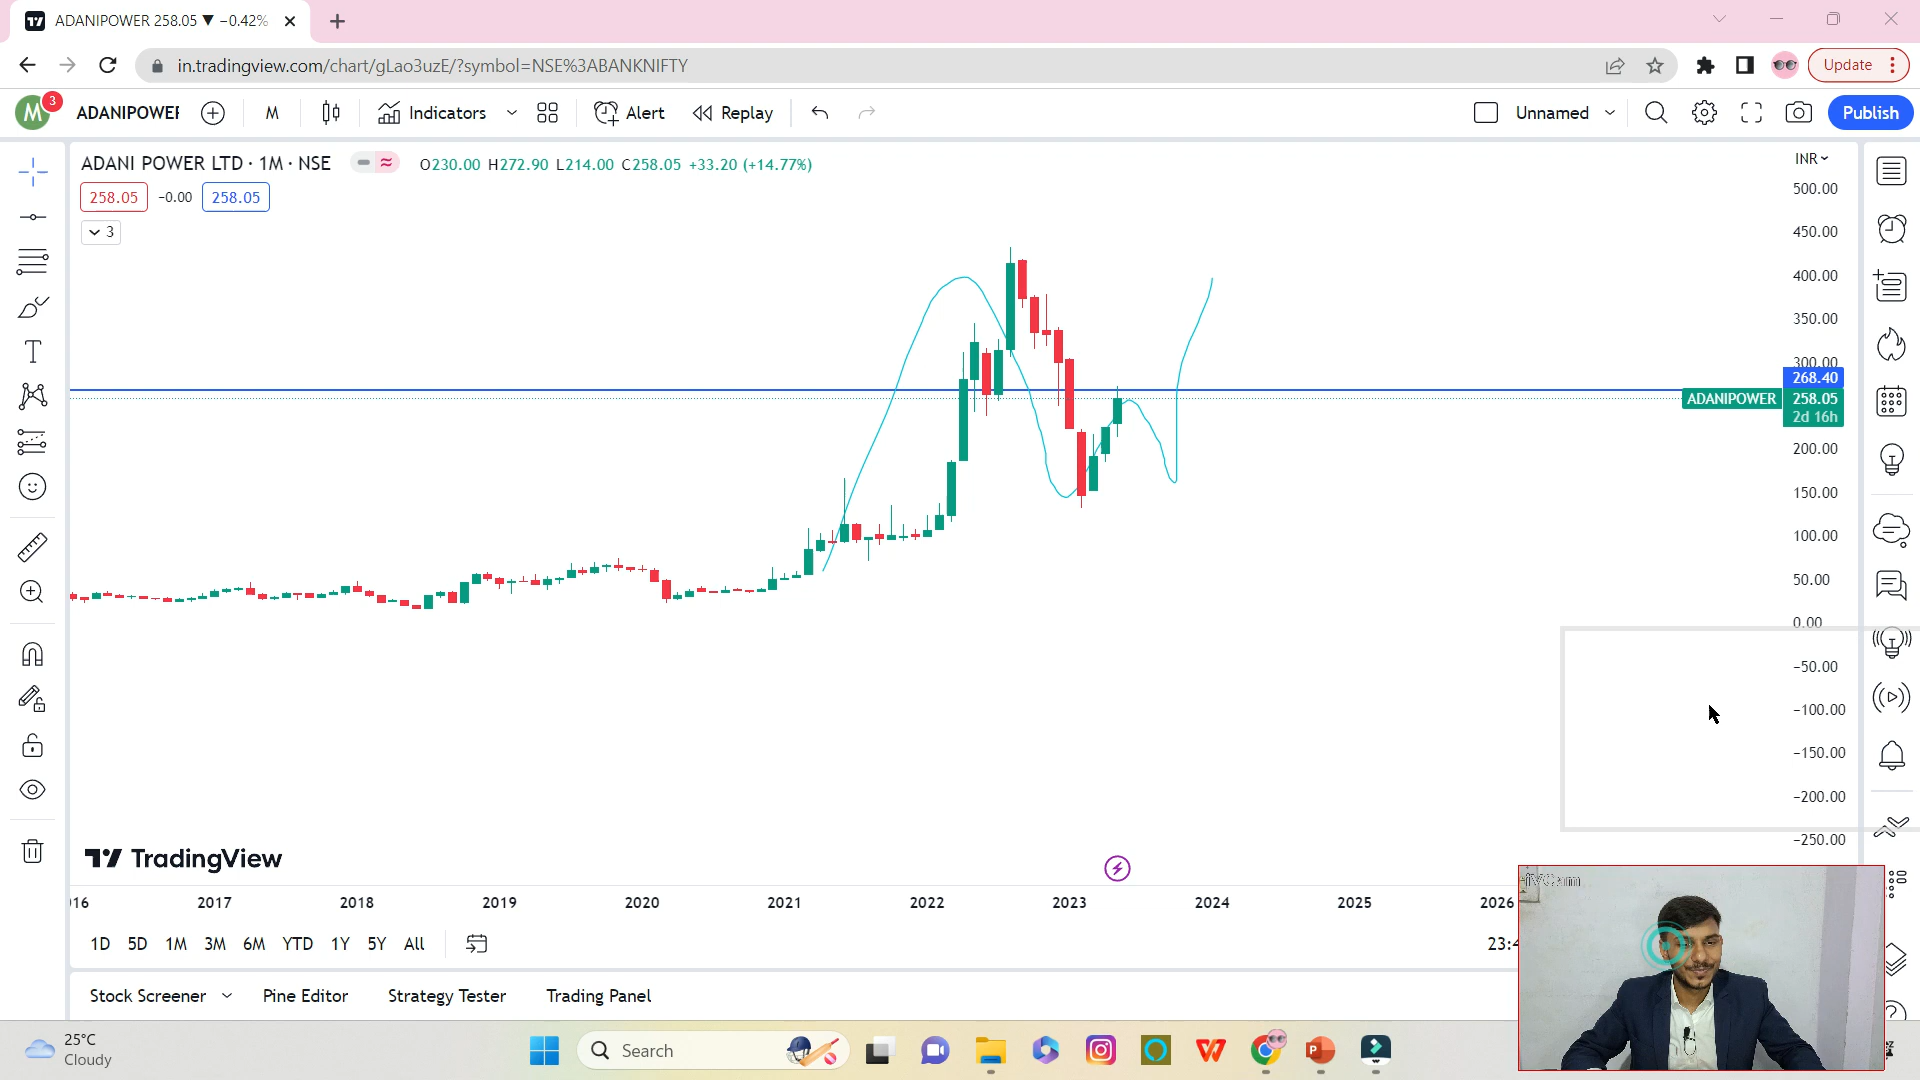 ADANIPOWER 258.05 ▼ −0.42%
in.tradingview.com/chart/gLao3uzE/?symbol=NSE%3ABANKNIFTY
Update
M
3
ADANIPOWER
M
Indicators
Alert
Replay
Unnamed
Publish
ADANI POWER LTD · 1M · NSE
O230.00 H272.90 L214.00 C258.05 +33.20 (+14.77%)
INR
258.05
−0.00
258.05
3
500.00
450.00
400.00
350.00
300.00
268.40
ADANIPOWER
258.05
2d 16h
200.00
150.00
100.00
50.00
0.00
−50.00
−100.00
−150.00
−200.00
−250.00
TradingView
2017
2018
2019
2020
2021
2022
2023
2024
2025
2026
1D 5D 1M 3M 6M YTD 1Y 5Y All
Stock Screener
Pine Editor
Strategy Tester
Trading Panel
25°C
Cloudy
Search